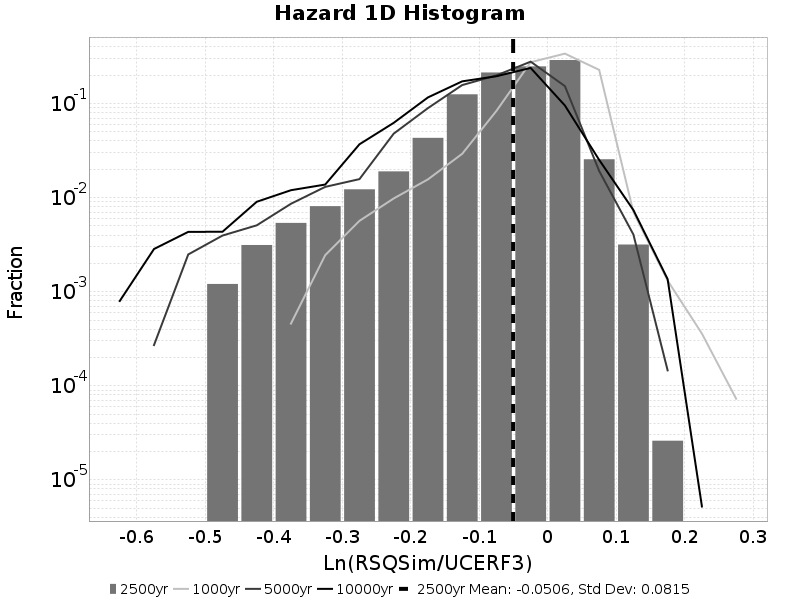 Hazard 1D Histogram
Fraction
10-1
10-2
10-3
10-4
10-5
-0.6 -0.5 -0.4 -0.3 -0.2 -0.1 0 0.1 0.2 0.3
Ln(RSQSim/UCERF3)
2500yr 1000yr 5000yr 10000yr 2500yr Mean: -0.0506, Std Dev: 0.0815